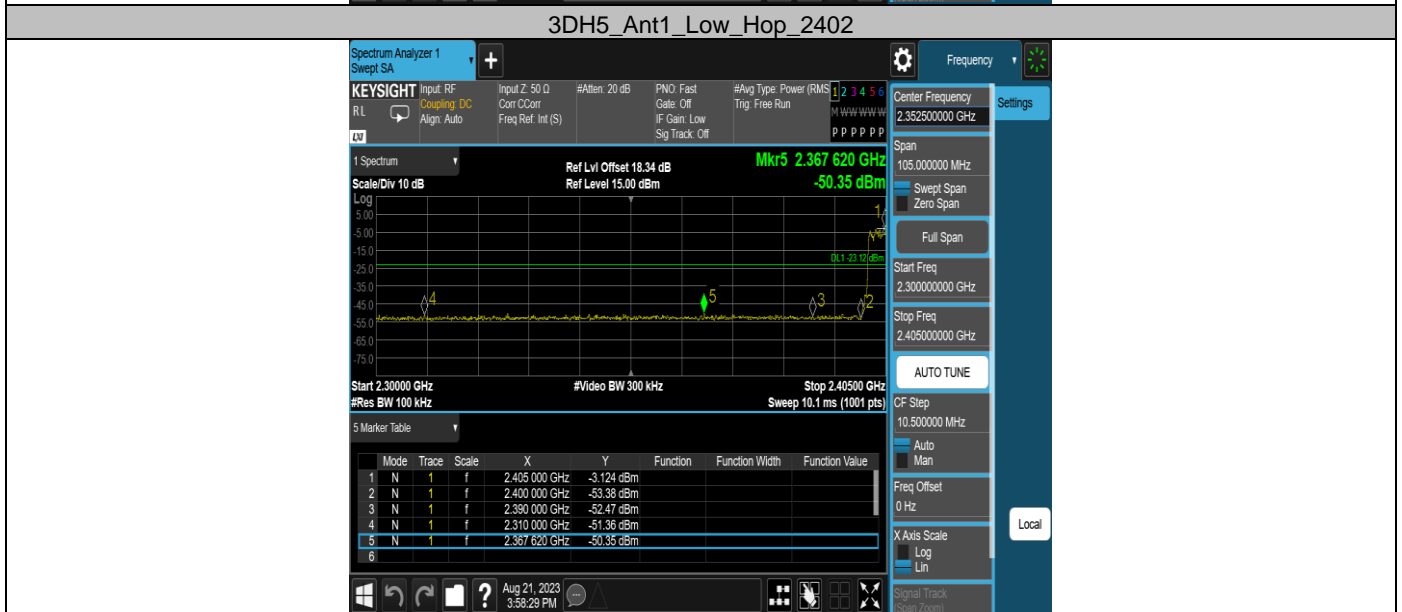 3DH5_Ant1_Low_Hop_2402
Spectrum Analyzer 1
Swept SA
Frequency
KEYSIGHT
RL
LXI
Input: RF
Coupling: DC
Align: Auto
Input Z: 50 Ω
Corr CCorr
Freq Ref: Int (S)
#Atten: 20 dB
PNO: Fast
Gate: Off
IF Gain: Low
Sig Track: Off
#Avg Type: Power (RMS
Trig: Free Run
1 2 3 4 5 6
M W W W W W
P P P P P P
1 Spectrum
Scale/Div 10 dB
Ref Lvl Offset 18.34 dB
Ref Level 15.00 dBm
Mkr5 2.367 620 GHz
-50.35 dBm
Log
5.00
-5.00
-15.0
-25.0
-35.0
-45.0
-55.0
-65.0
-75.0
1
DL1 -23.12 dBm
4
5
3
2
Start 2.30000 GHz
#Video BW 300 kHz
Stop 2.40500 GHz
#Res BW 100 kHz
Sweep 10.1 ms (1001 pts)
5 Marker Table
Mode Trace Scale X Y Function Function Width Function Value
1 N 1 f 2.405 000 GHz -3.124 dBm
2 N 1 f 2.400 000 GHz -53.38 dBm
3 N 1 f 2.390 000 GHz -52.47 dBm
4 N 1 f 2.310 000 GHz -51.36 dBm
5 N 1 f 2.367 620 GHz -50.35 dBm
6
?
Aug 21, 2023
3:58:29 PM
Center Frequency
2.352500000 GHz
Settings
Span
105.000000 MHz
Swept Span
Zero Span
Full Span
Start Freq
2.300000000 GHz
Stop Freq
2.405000000 GHz
AUTO TUNE
CF Step
10.500000 MHz
Auto
Man
Freq Offset
0 Hz
Local
X Axis Scale
Log
Lin
Signal Track
(Span Zoom)